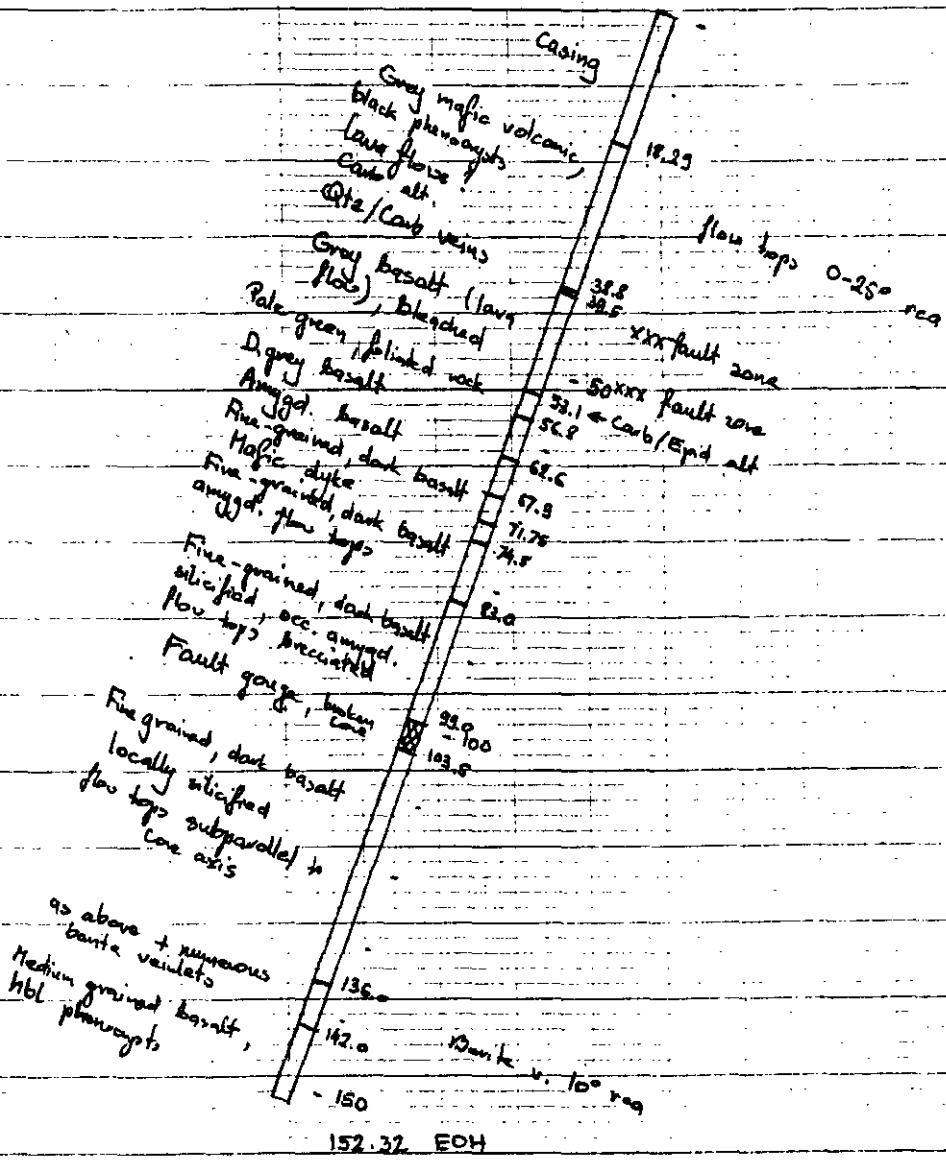 Casing
Grey mafic volcanic,
black phenocrysts
Lava flows?
Carb alt.
Qtz/Carb veins
18.29
flow tops 0-25° rca
Grey basalt (lava
flow), Bleached
38.8
39.5
xxx fault zone
Pale green, foliated rock
- 50 xxx fault zone
D. grey basalt
53.1 ← Carb/Epid alt
Amygd. basalt
56.8
Fine-grained, dark basalt
62.6
Mafic dyke
67.9
Fine-grained, dark basalt
amygd. flow tops
71.75
74.8
Fine-grained, dark basalt
silicified, occ. amygd.
flow tops brecciated
83.0
Fault gouge, broken
core
99.0
- 100
103.5
Fine grained, dark basalt
locally silicified
flow tops subparallel to
core axis
as above + numerous
barite veinlets
136.0
Medium grained basalt,
hbl phenocrysts
142.0
Barite v. 10° rca
- 150
152.32 EOH